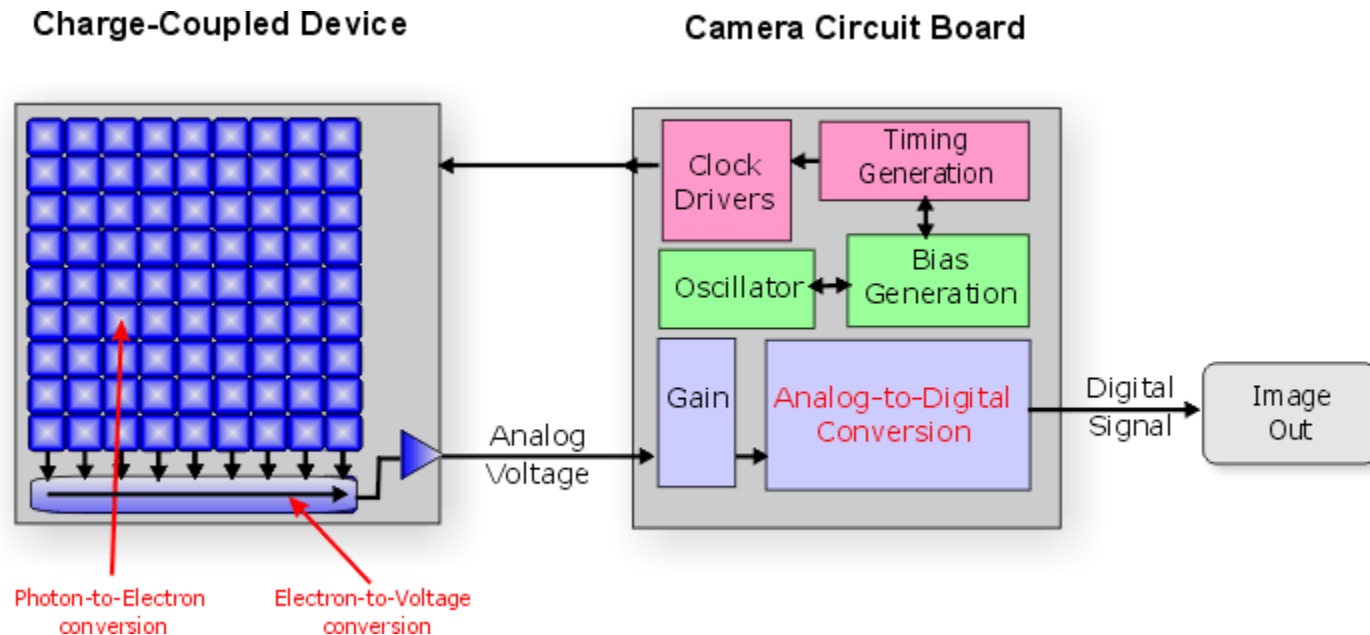 Charge-Coupled Device
Camera Circuit Board
Clock
Drivers
Timing
Generation
Oscillator
Bias
Generation
Gain
Analog-to-Digital
Conversion
Analog
Voltage
Digital
Signal
Image
Out
Photon-to-Electron
conversion
Electron-to-Voltage
conversion